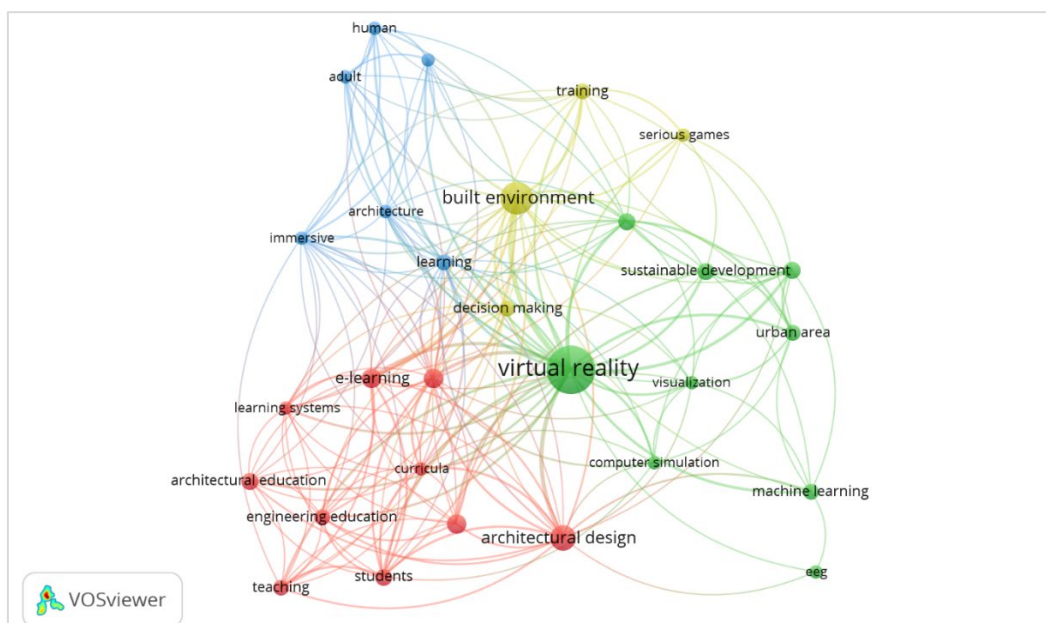 human
adult
training
serious games
built environment
architecture
immersive
learning
sustainable development
decision making
urban area
virtual reality
e-learning
visualization
learning systems
curricula
computer simulation
architectural education
machine learning
engineering education
architectural design
eeg
students
teaching
VOSviewer